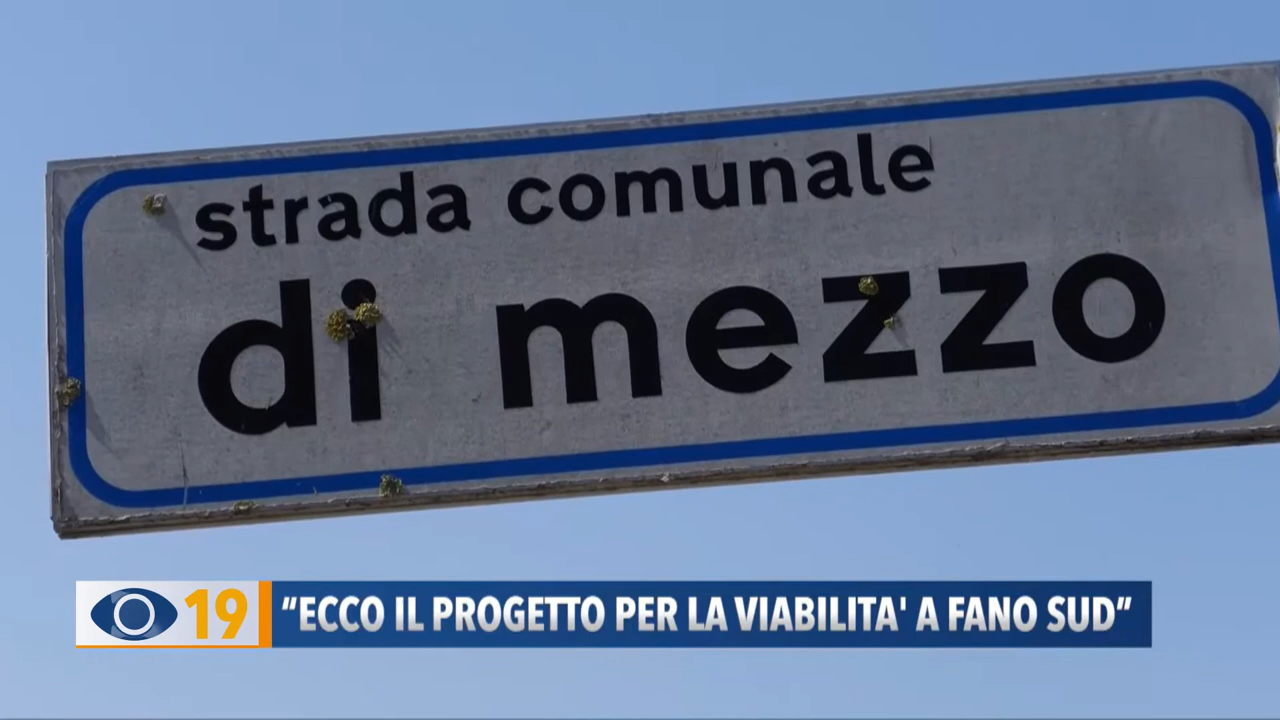 strada comunale
di mezzo
19 “ECCO IL PROGETTO PER LA VIABILITA' A FANO SUD”